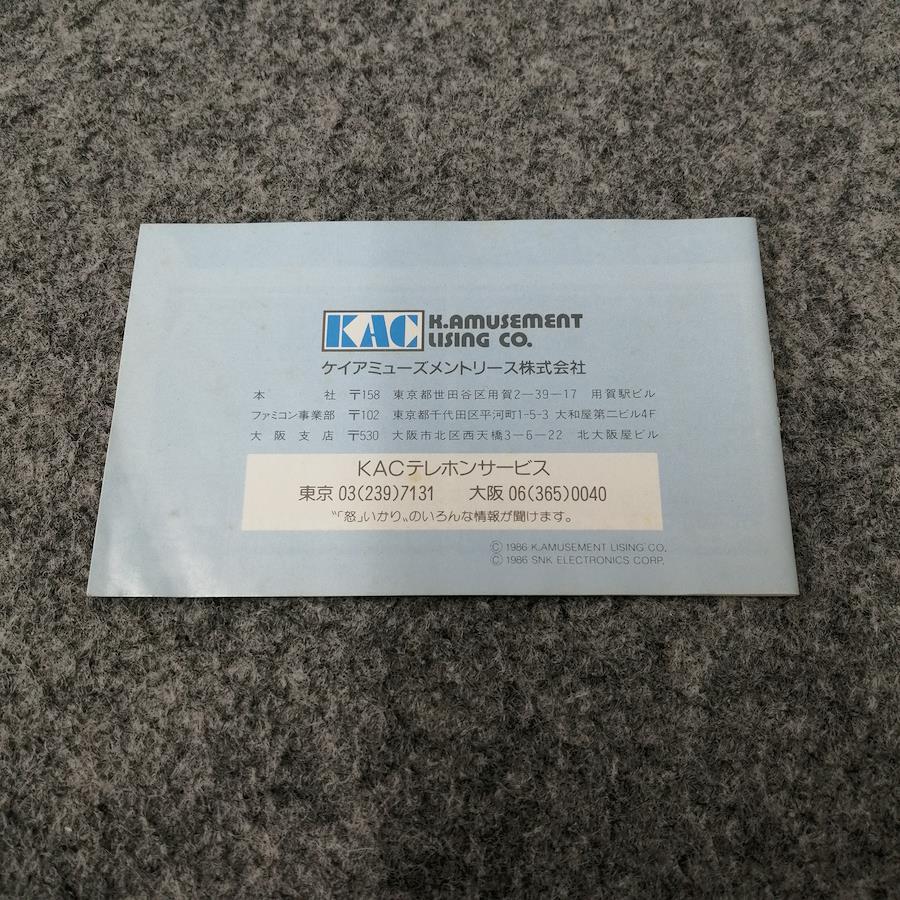 KAC K.AMUSEMENT
LISING CO.
ケイアミューズメントリース株式会社
本社 〒158 東京都世田谷区用賀2-39-17 用賀駅ビル
ファミコン事業部 〒102 東京都千代田区平河町1-5-3 大和屋第二ビル4F
大阪支店 〒530 大阪市北区西天橋3-6-22 北大阪屋ビル
KACテレホンサービス
東京 03(239)7131 大阪 06(365)0040
〝「怒」いかり〟のいろんな情報が聞けます。
© 1986 K.AMUSEMENT LISING CO.
© 1986 SNK ELECTRONICS CORP.